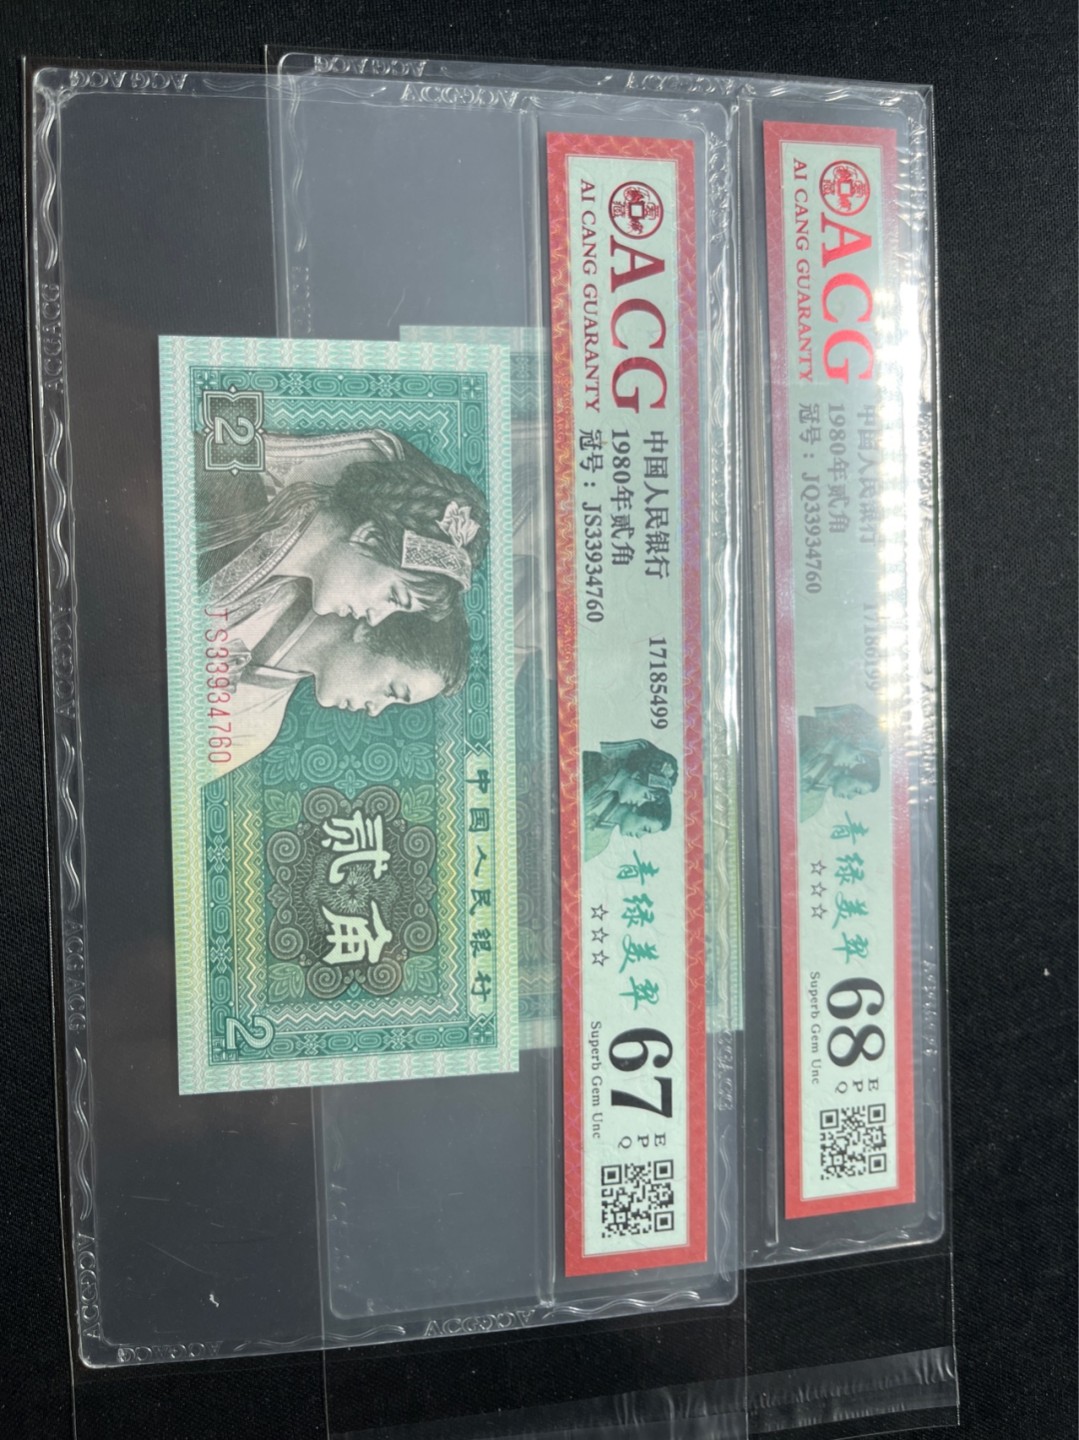 ACG
AI CANG GUARANTY
中国人民银行 17185499
1980年贰角
冠号：JS33934760
青绿美翠
☆☆☆
67
EPQ
Superb Gem Unc
中国人民银行
贰角
2
2
JS33934760
ACG
AI CANG GUARANTY
中国人民银行
1980年贰角
冠号：JQ33934760
青绿美翠
☆☆☆
68
EPQ
Superb Gem Unc